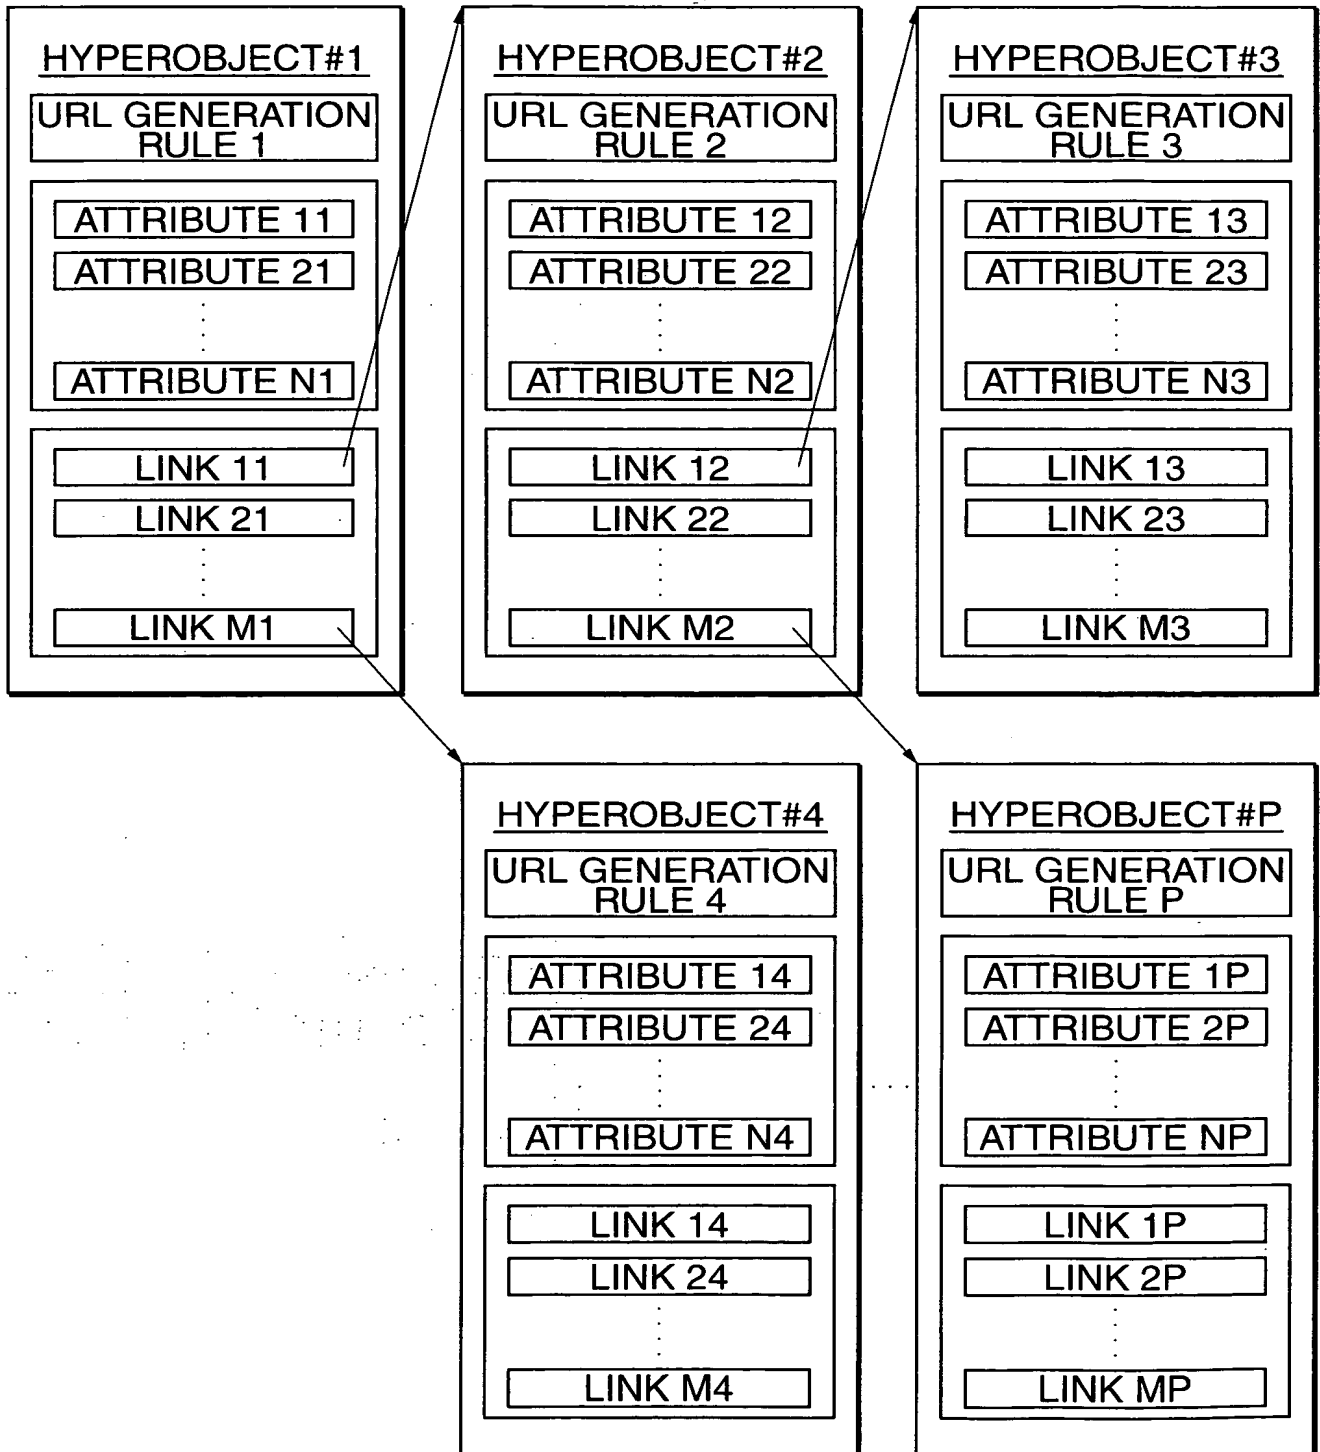 HYPEROBJECT#1
URL GENERATION
RULE 1
ATTRIBUTE 11
ATTRIBUTE 21
ATTRIBUTE N1
LINK 11
LINK 21
LINK M1
HYPEROBJECT#2
URL GENERATION
RULE 2
ATTRIBUTE 12
ATTRIBUTE 22
ATTRIBUTE N2
LINK 12
LINK 22
LINK M2
HYPEROBJECT#3
URL GENERATION
RULE 3
ATTRIBUTE 13
ATTRIBUTE 23
ATTRIBUTE N3
LINK 13
LINK 23
LINK M3
HYPEROBJECT#4
URL GENERATION
RULE 4
ATTRIBUTE 14
ATTRIBUTE 24
ATTRIBUTE N4
LINK 14
LINK 24
LINK M4
HYPEROBJECT#P
URL GENERATION
RULE P
ATTRIBUTE 1P
ATTRIBUTE 2P
ATTRIBUTE NP
LINK 1P
LINK 2P
LINK MP